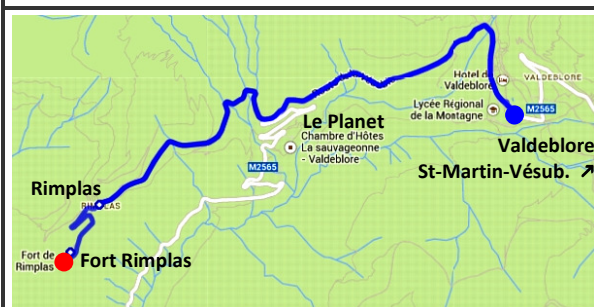 Hotel de
Valdeblore
VALDEBLORE
Lycée Régional
de la Montagne
M2565
Le Planet
Chambre d'Hôtes
La sauvageonne
- Valdeblore
Valdeblore
St-Martin-Vésub. ↗
M2565
Rimplas
Fort de
Rimplas
Fort Rimplas